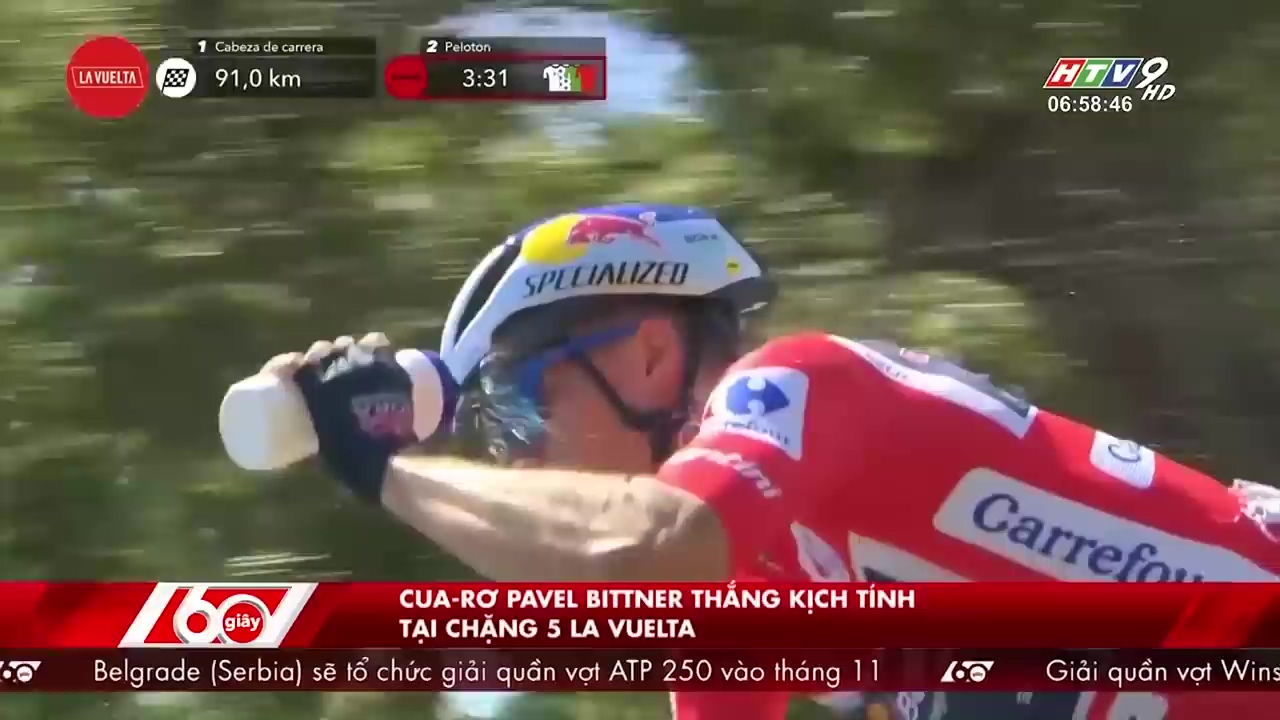 LA VUELTA
1 Cabeza de carrera
91,0 km
2 Peloton
3:31
HTV9
HD
06:58:46
SPECIALIZED
Carrefour
60 giây
CUA-RƠ PAVEL BITTNER THẮNG KỊCH TÍNH
TẠI CHẶNG 5 LA VUELTA
Belgrade (Serbia) sẽ tổ chức giải quần vợt ATP 250 vào tháng 11
60 giây
Giải quần vợt Wins